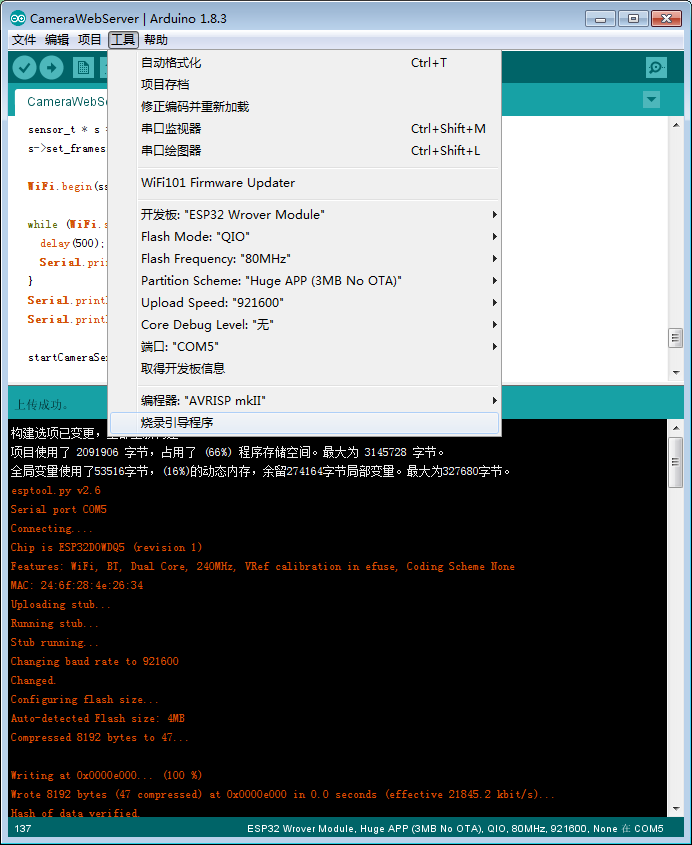 CameraWebServer | Arduino 1.8.3
文件 编辑 项目 工具 帮助
自动格式化 Ctrl+T
项目存档
修正编码并重新加载
串口监视器 Ctrl+Shift+M
串口绘图器 Ctrl+Shift+L
WiFi101 Firmware Updater
开发板: "ESP32 Wrover Module"
Flash Mode: "QIO"
Flash Frequency: "80MHz"
Partition Scheme: "Huge APP (3MB No OTA)"
Upload Speed: "921600"
Core Debug Level: "无"
端口: "COM5"
取得开发板信息
编程器: "AVRISP mkII"
烧录引导程序
CameraWebSe
sensor_t * s
s->set_frames
WiFi.begin(ss
while (WiFi.s
delay(500);
Serial.pri
}
Serial.print
Serial.print
startCameraSe
上传成功。
构建选项已变更，全部重新构建
项目使用了 2091906 字节，占用了 (66%) 程序存储空间。最大为 3145728 字节。
全局变量使用了53516字节，(16%)的动态内存，余留274164字节局部变量。最大为327680字节。
esptool.py v2.6
Serial port COM5
Connecting....
Chip is ESP32D0WDQ5 (revision 1)
Features: WiFi, BT, Dual Core, 240MHz, VRef calibration in efuse, Coding Scheme None
MAC: 24:6f:28:4e:26:34
Uploading stub...
Running stub...
Stub running...
Changing baud rate to 921600
Changed.
Configuring flash size...
Auto-detected Flash size: 4MB
Compressed 8192 bytes to 47...
Writing at 0x0000e000... (100 %)
Wrote 8192 bytes (47 compressed) at 0x0000e000 in 0.0 seconds (effective 21845.2 kbit/s)...
Hash of data verified.
137 ESP32 Wrover Module, Huge APP (3MB No OTA), QIO, 80MHz, 921600, None 在 COM5